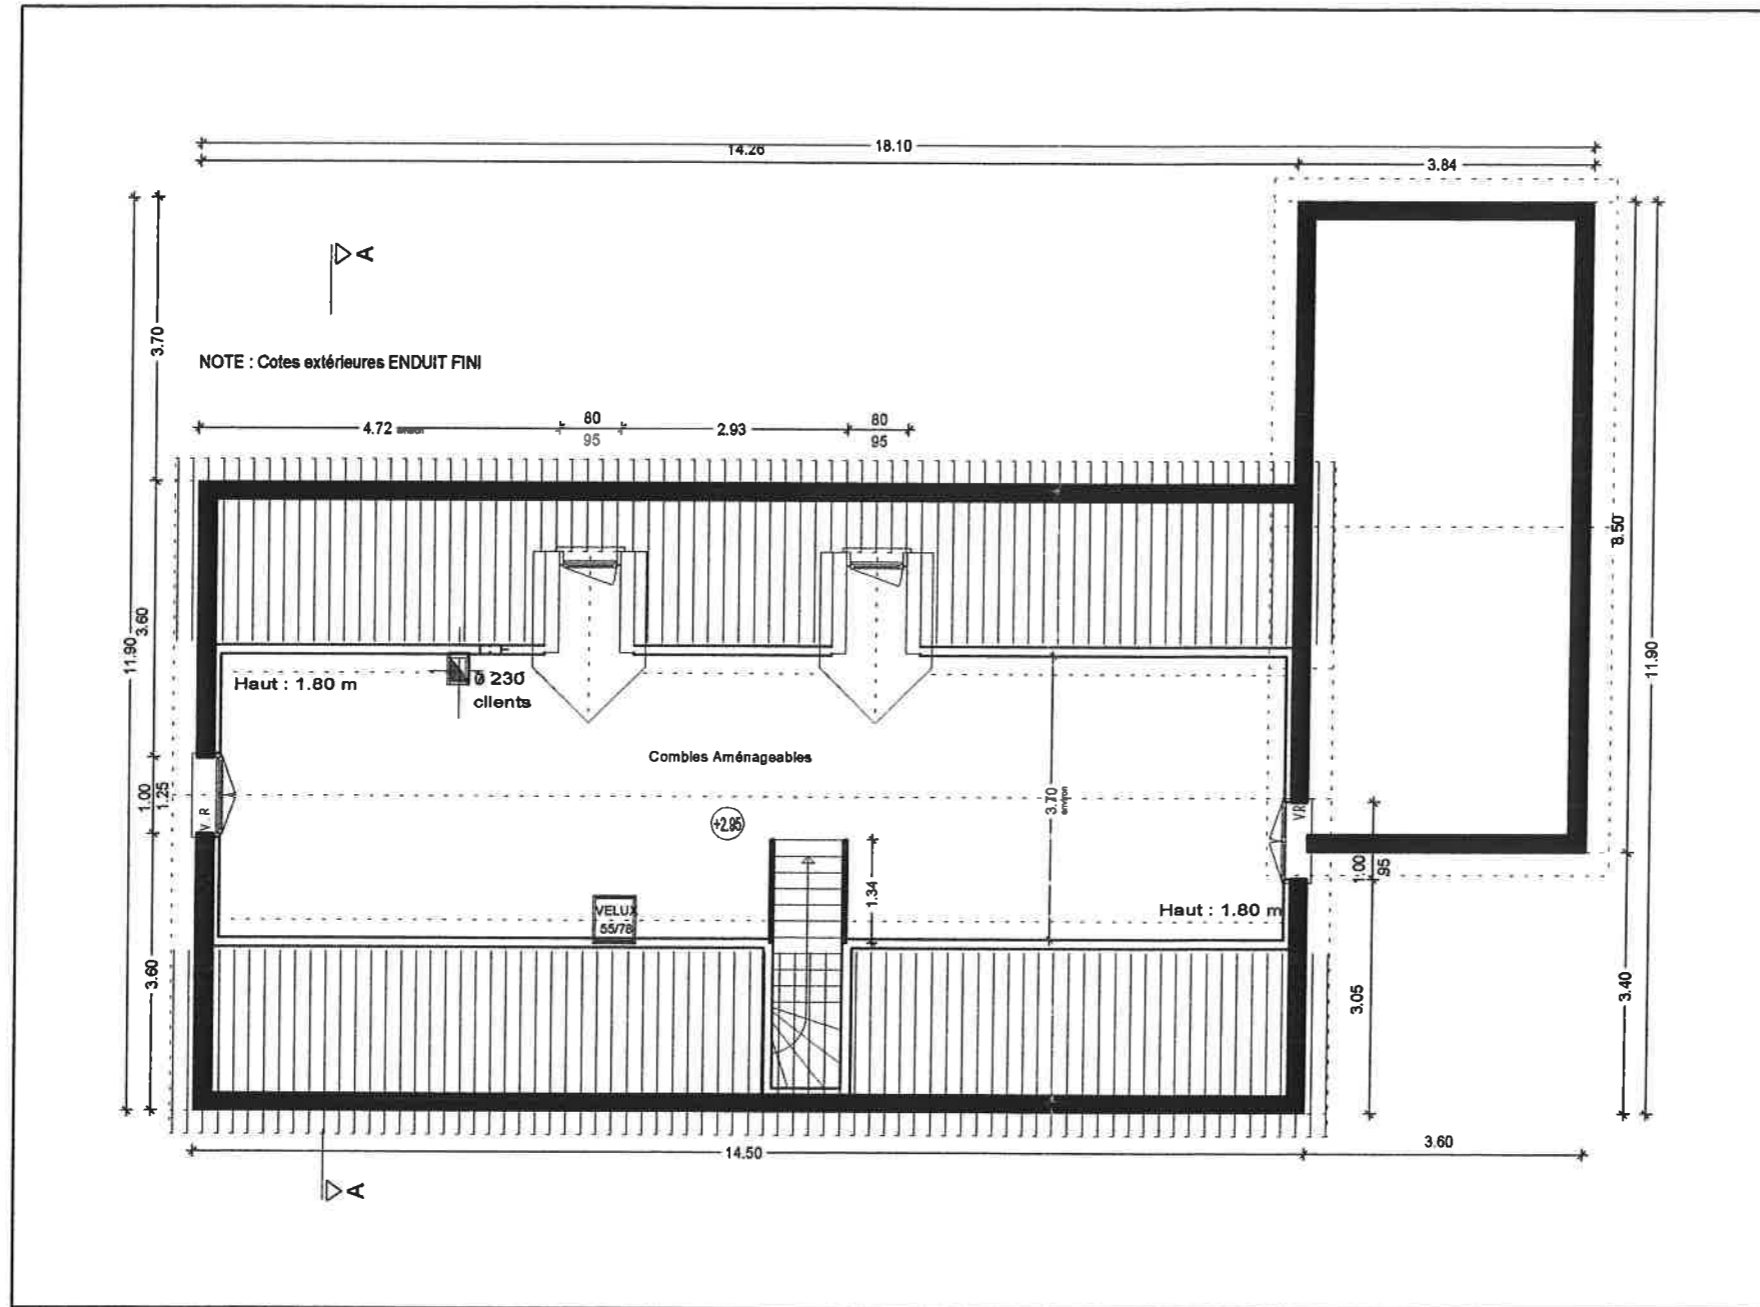 18.10
14.26
3.84
A
3.70
NOTE : Cotes extérieures ENDUIT FINI
4.72 environ
80
95
2.93
80
95
8.50
11.90
3.60
11.90
Haut : 1.80 m
Ø 230
clients
Combles Aménageables
1.00
1.25
V. R
3.70
environ
V.R
+2.95
1.00
95
1.34
VELUX
55/78
Haut : 1.80 m
3.60
3.05
3.40
14.50
3.60
A